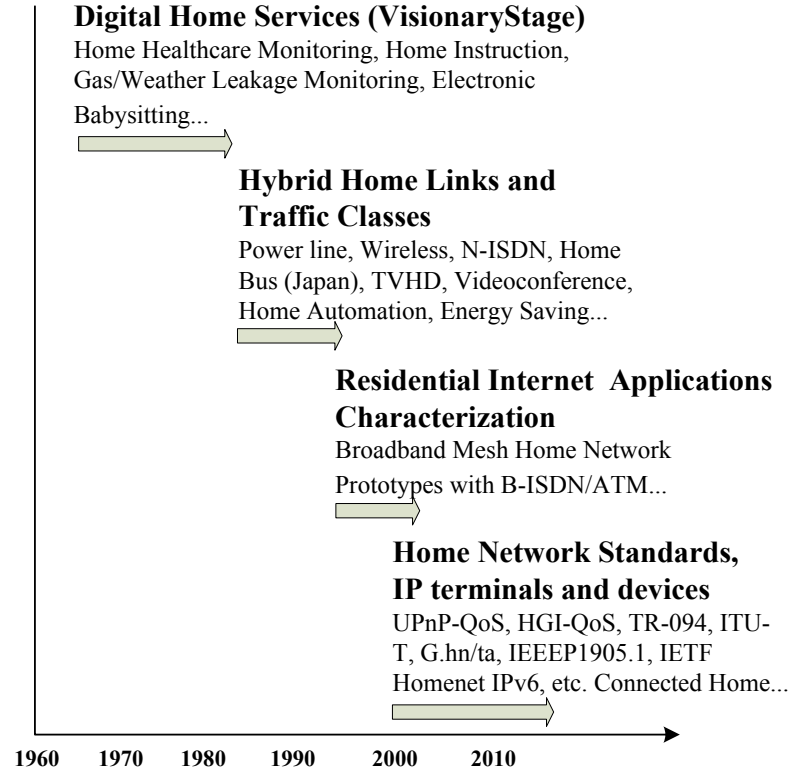 Digital Home Services (VisionaryStage)
Home Healthcare Monitoring, Home Instruction,
Gas/Weather Leakage Monitoring, Electronic
Babysitting...
Hybrid Home Links and
Traffic Classes
Power line, Wireless, N-ISDN, Home
Bus (Japan), TVHD, Videoconference,
Home Automation, Energy Saving...
Residential Internet Applications
Characterization
Broadband Mesh Home Network
Prototypes with B-ISDN/ATM...
Home Network Standards,
IP terminals and devices
UPnP-QoS, HGI-QoS, TR-094, ITU-
T, G.hn/ta, IEEEP1905.1, IETF
Homenet IPv6, etc. Connected Home...
1960 1970 1980 1990 2000 2010